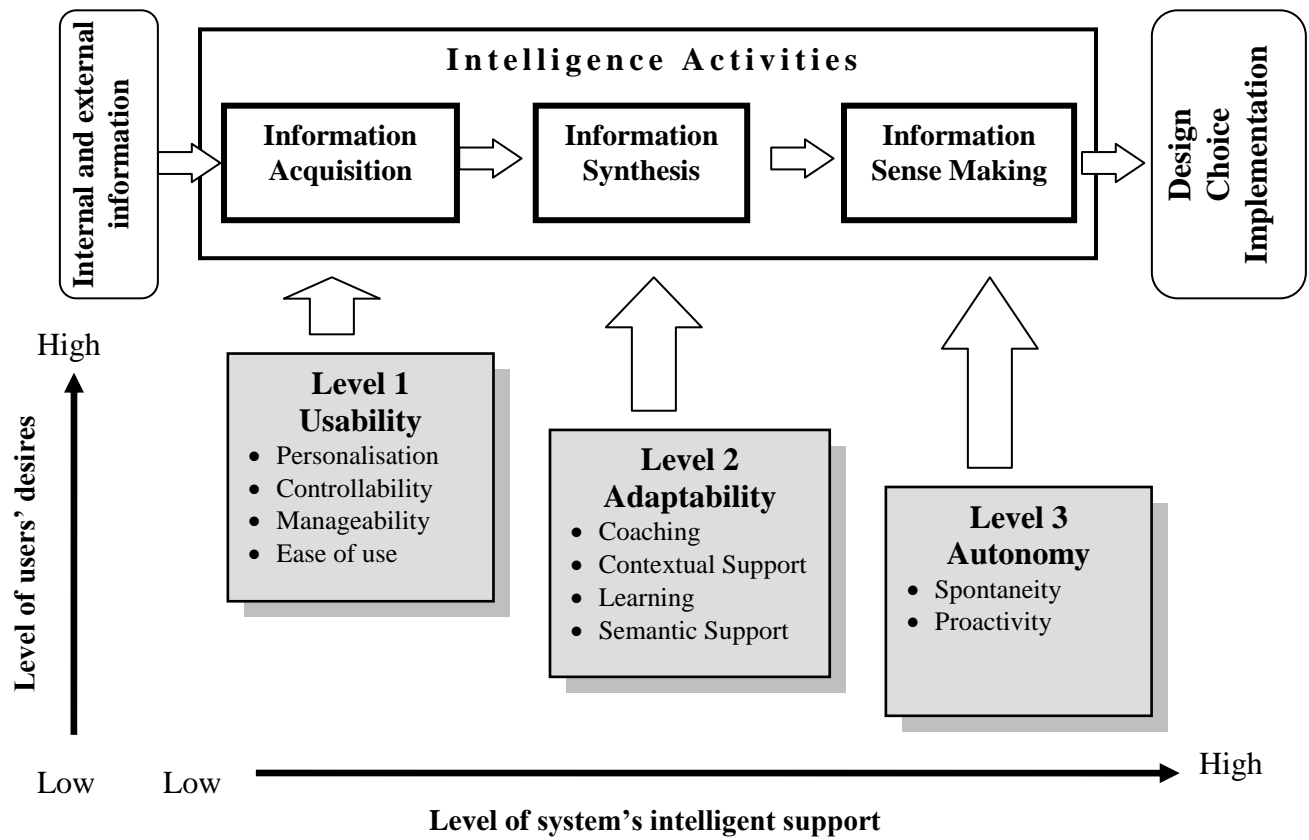 Internal and external
information
Intelligence Activities
Information
Acquisition
Information
Synthesis
Information
Sense Making
Design
Choice
Implementation
High
Level of users’ desires
Level 1
Usability
• Personalisation
• Controllability
• Manageability
• Ease of use
Level 2
Adaptability
• Coaching
• Contextual Support
• Learning
• Semantic Support
Level 3
Autonomy
• Spontaneity
• Proactivity
Low
Low
High
Level of system’s intelligent support